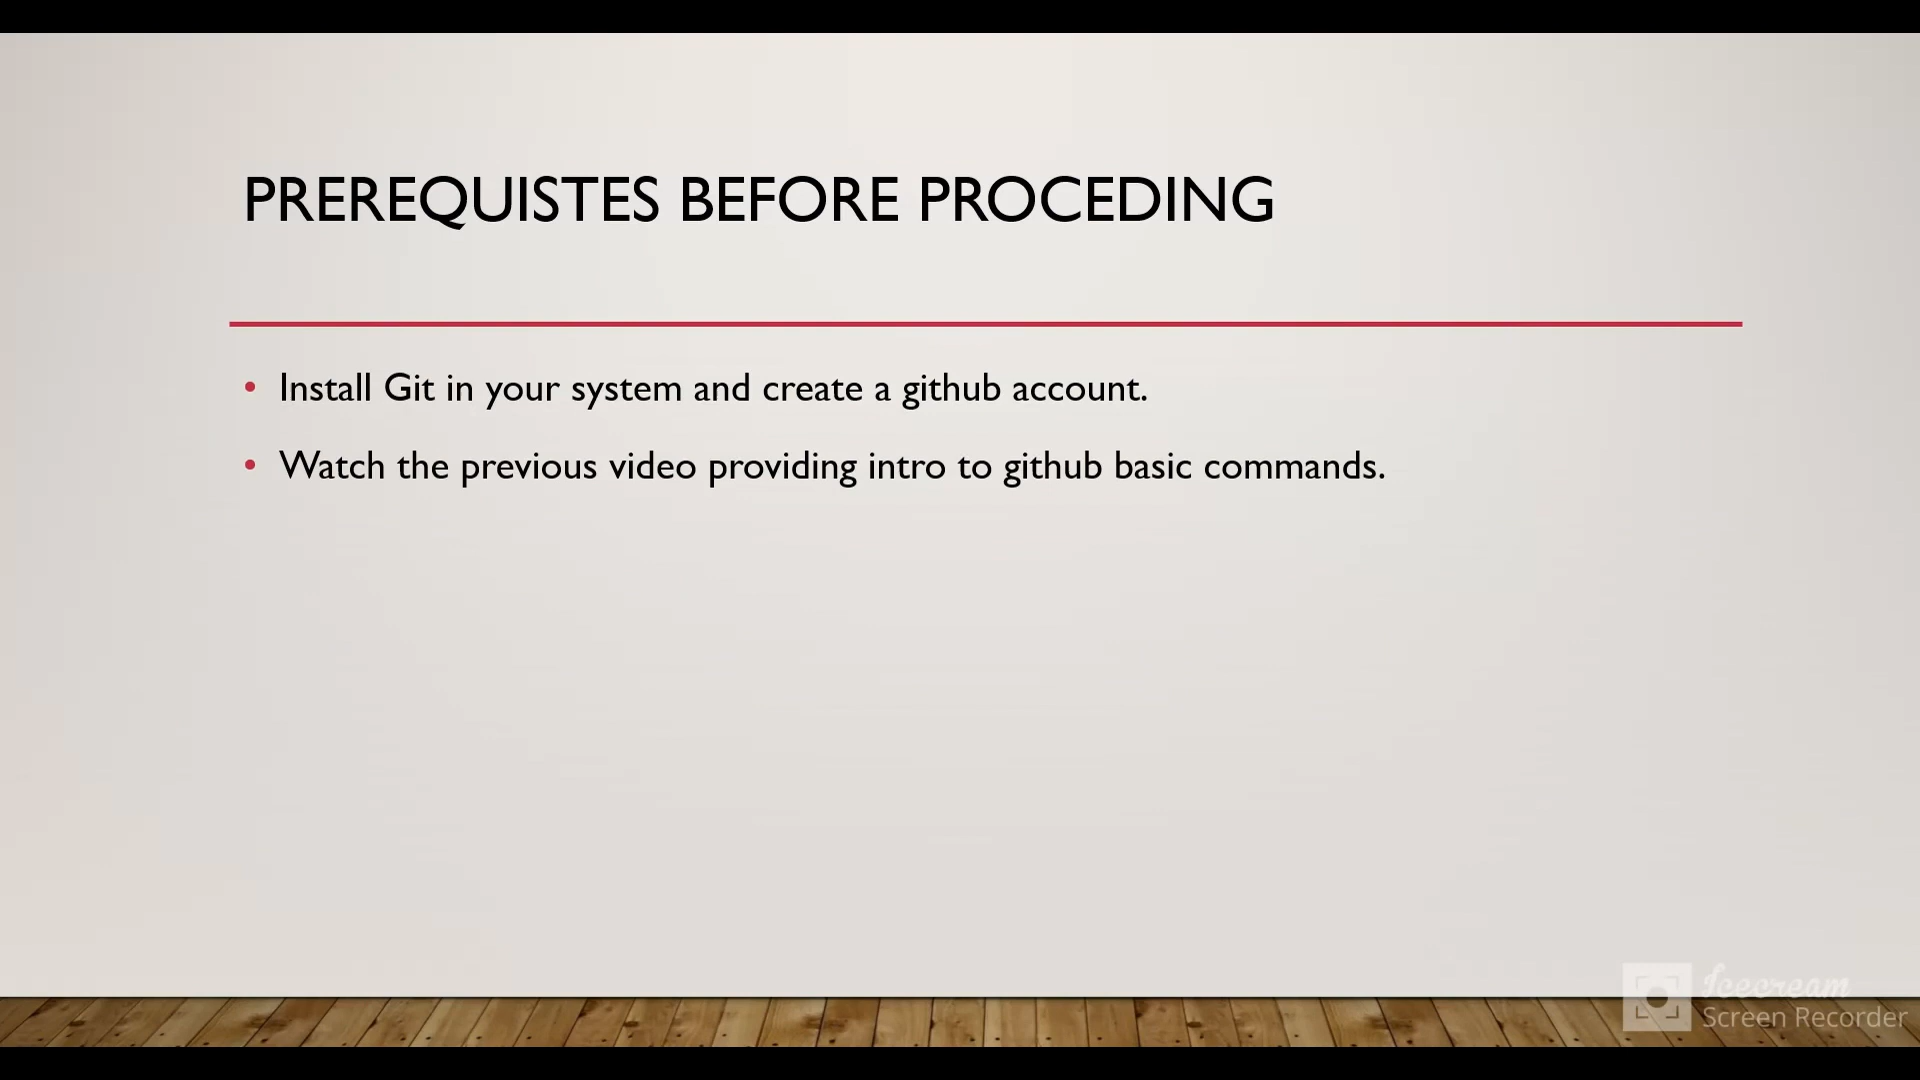 PREREQUISTES BEFORE PROCEDING
• Install Git in your system and create a github account.
• Watch the previous video providing intro to github basic commands.
Icecream
Screen Recorder